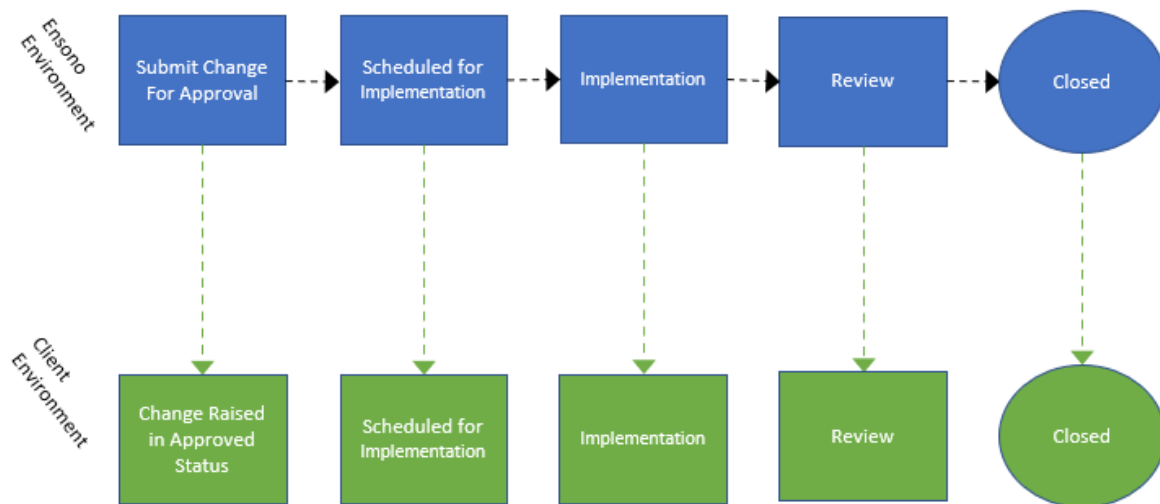 Ensono
Environment
Submit Change
For Approval
Scheduled for
Implementation
Implementation
Review
Closed
Client
Environment
Change Raised
in Approved
Status
Scheduled for
Implementation
Implementation
Review
Closed